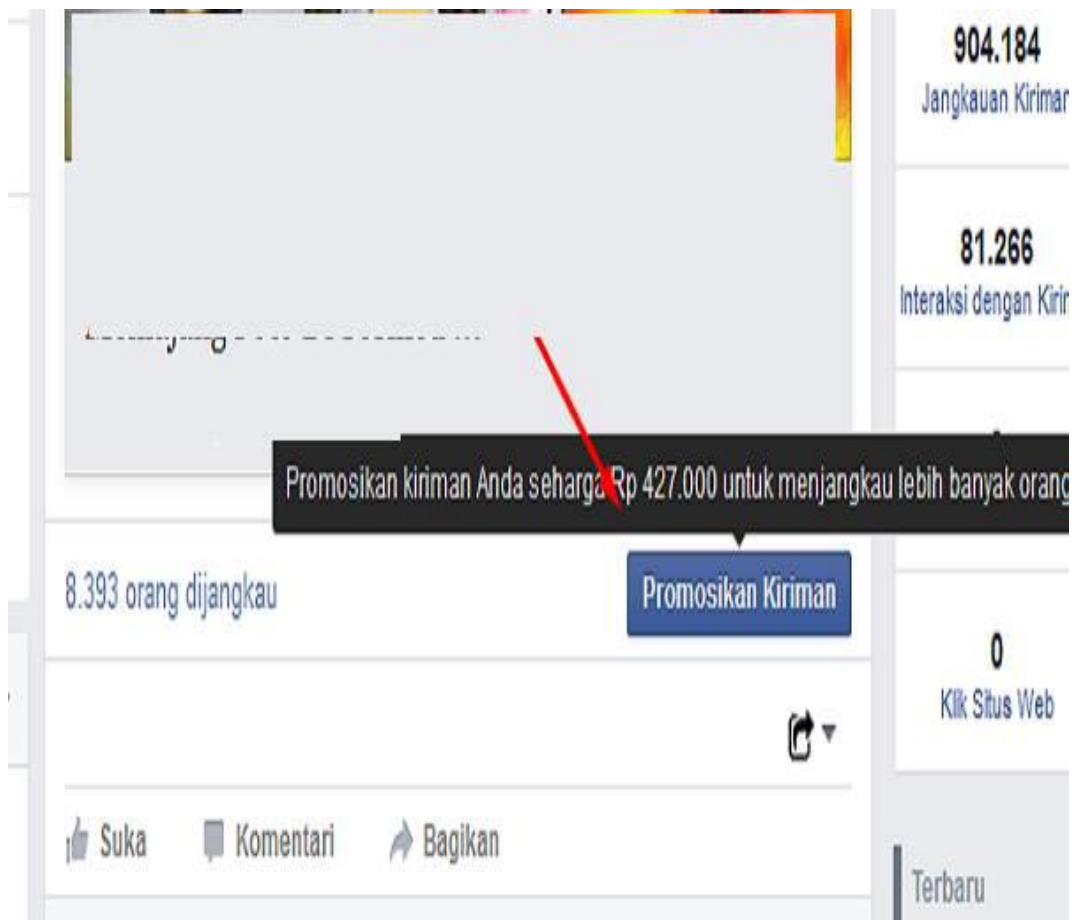 904.184
Jangkauan Kiriman
81.266
Interaksi dengan
Promosikan kiriman Anda seharga Rp 427.000 untuk menjangkau lebih banyak orang
8.393 orang dijangkau
Promosikan Kiriman
0
Klik Situs Web
Suka
Komentari
Bagikan
Terbaru